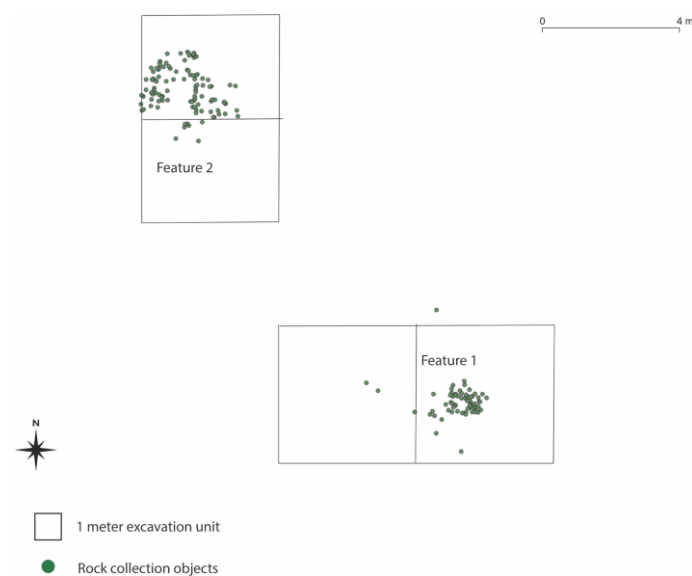 0 4 m
Feature 2
Feature 1
N
1 meter excavation unit
Rock collection objects